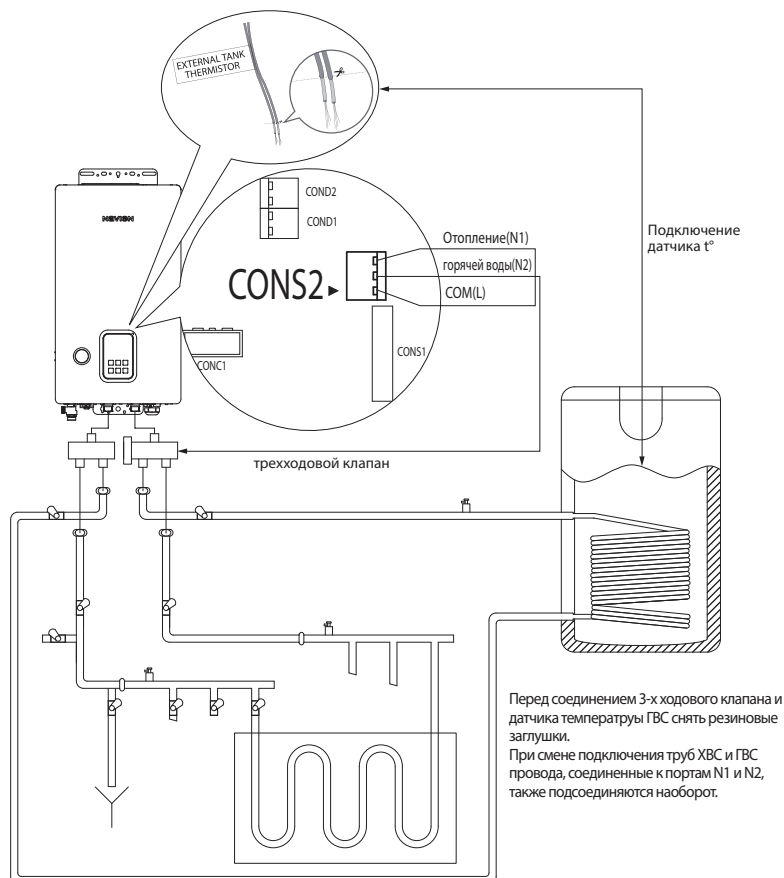 EXTERNAL TANK
THERMISTOR
NEVIEN
COND2
COND1
Отопление(N1)
горячей воды(N2)
COM(L)
CONS2
CONS1
CONC1
Подключение
датчика t°
трехходовой клапан
Перед соединением 3-х ходового клапана и
датчика температруы ГВС снять резиновые
заглушки.
При смене подключения труб ХВС и ГВС
провода, соединенные к портам N1 и N2,
также подсоединяются наоборот.